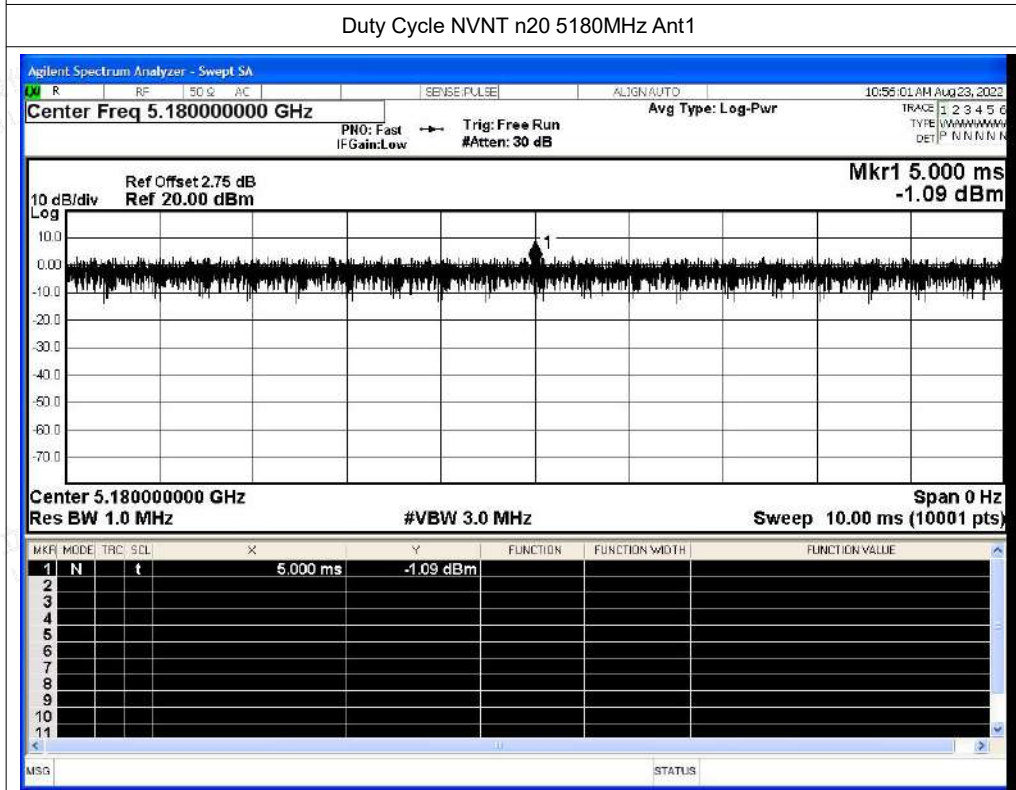 Duty Cycle NVNT n20 5180MHz Ant1
Agilent Spectrum Analyzer - Swept SA
R RF 50 Ω AC SENSE:PULSE ALIGNAUTO 10:56:01 AM Aug 23, 2022
Center Freq 5.180000000 GHz Avg Type: Log-Pwr TRACE 1 2 3 4 5 6
PNO: Fast Trig: Free Run TYPE
IFGain:Low #Atten: 30 dB DET P N N N N N
Mkr1 5.000 ms
Ref Offset 2.75 dB
10 dB/div Ref 20.00 dBm -1.09 dBm
Log
10.0
1
0.00
-10.0
-20.0
-30.0
-40.0
-50.0
-60.0
-70.0
Center 5.180000000 GHz Span 0 Hz
Res BW 1.0 MHz #VBW 3.0 MHz Sweep 10.00 ms (10001 pts)
MKR MODE TRC SCL X Y FUNCTION FUNCTION WIDTH FUNCTION VALUE
1 N t 5.000 ms -1.09 dBm
2
3
4
5
6
7
8
9
10
11
MSG STATUS